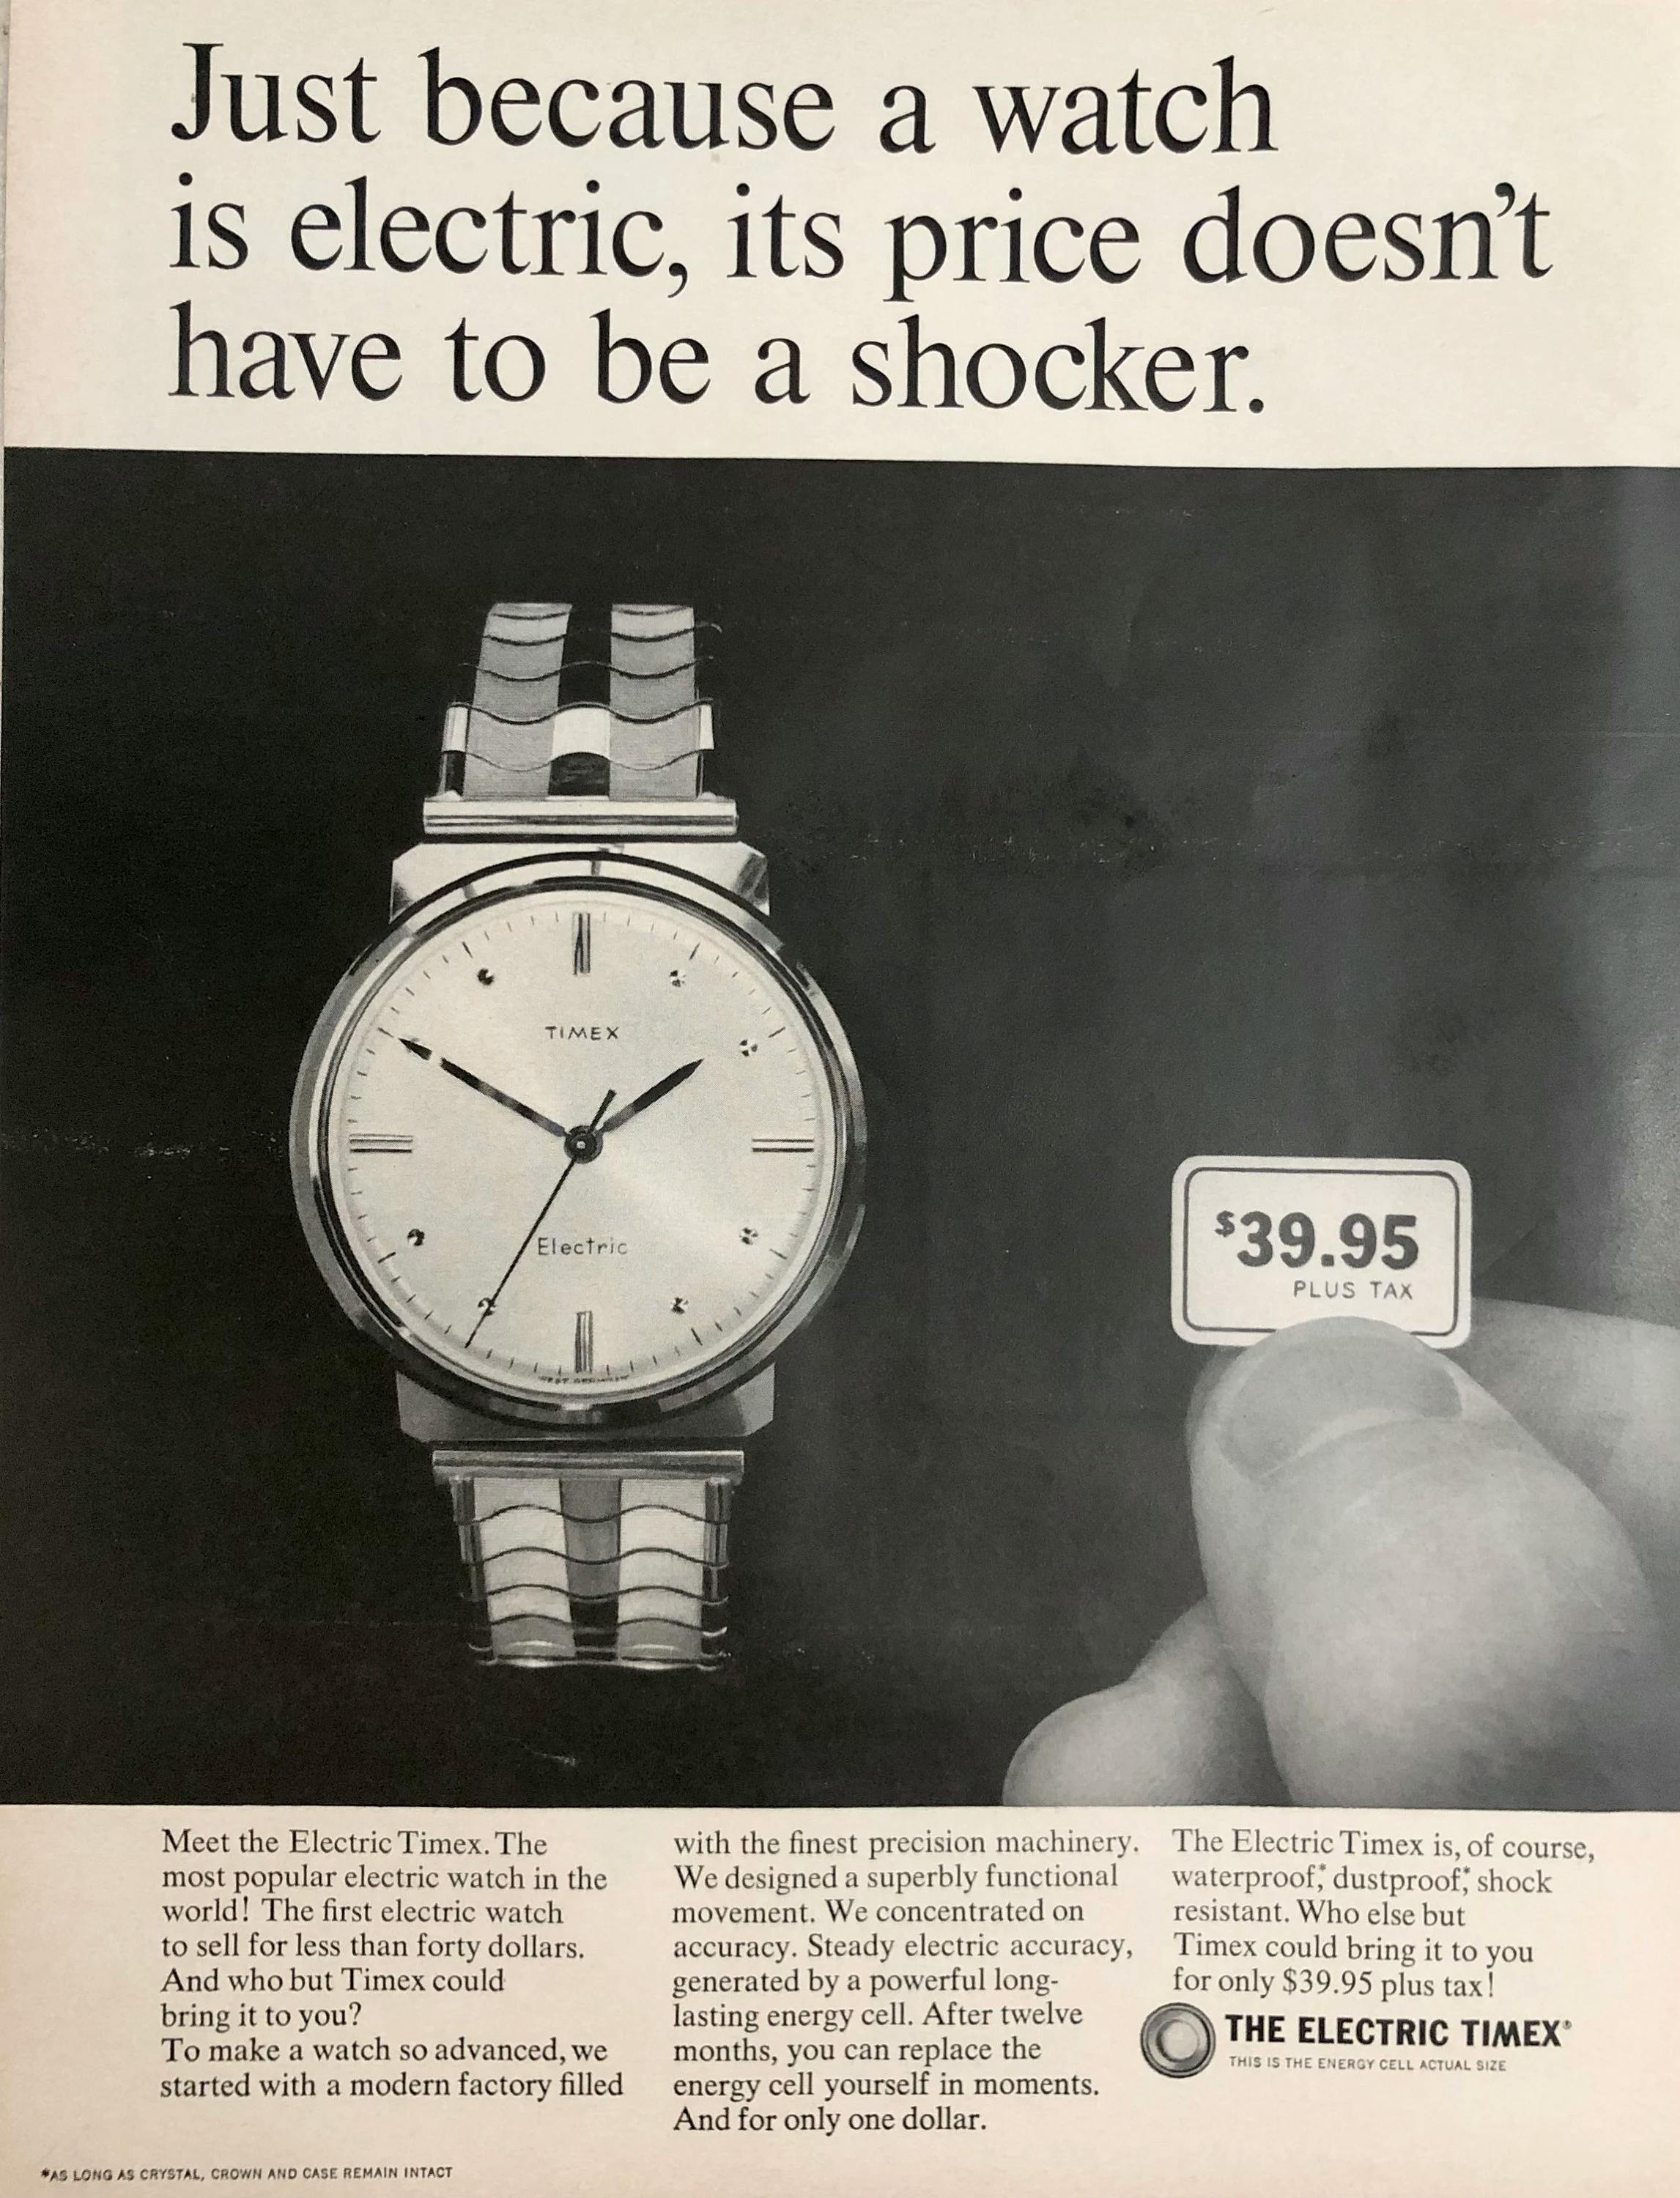 Just because a watch
is electric, its price doesn't
have to be a shocker.
TIMEX
Electric
WEST GERMANY
$39.95
PLUS TAX
Meet the Electric Timex. The
most popular electric watch in the
world! The first electric watch
to sell for less than forty dollars.
And who but Timex could
bring it to you?
To make a watch so advanced, we
started with a modern factory filled
with the finest precision machinery.
We designed a superbly functional
movement. We concentrated on
accuracy. Steady electric accuracy,
generated by a powerful long-
lasting energy cell. After twelve
months, you can replace the
energy cell yourself in moments.
And for only one dollar.
The Electric Timex is, of course,
waterproof,* dustproof,* shock
resistant. Who else but
Timex could bring it to you
for only $39.95 plus tax!
THE ELECTRIC TIMEX®
THIS IS THE ENERGY CELL ACTUAL SIZE
*AS LONG AS CRYSTAL, CROWN AND CASE REMAIN INTACT